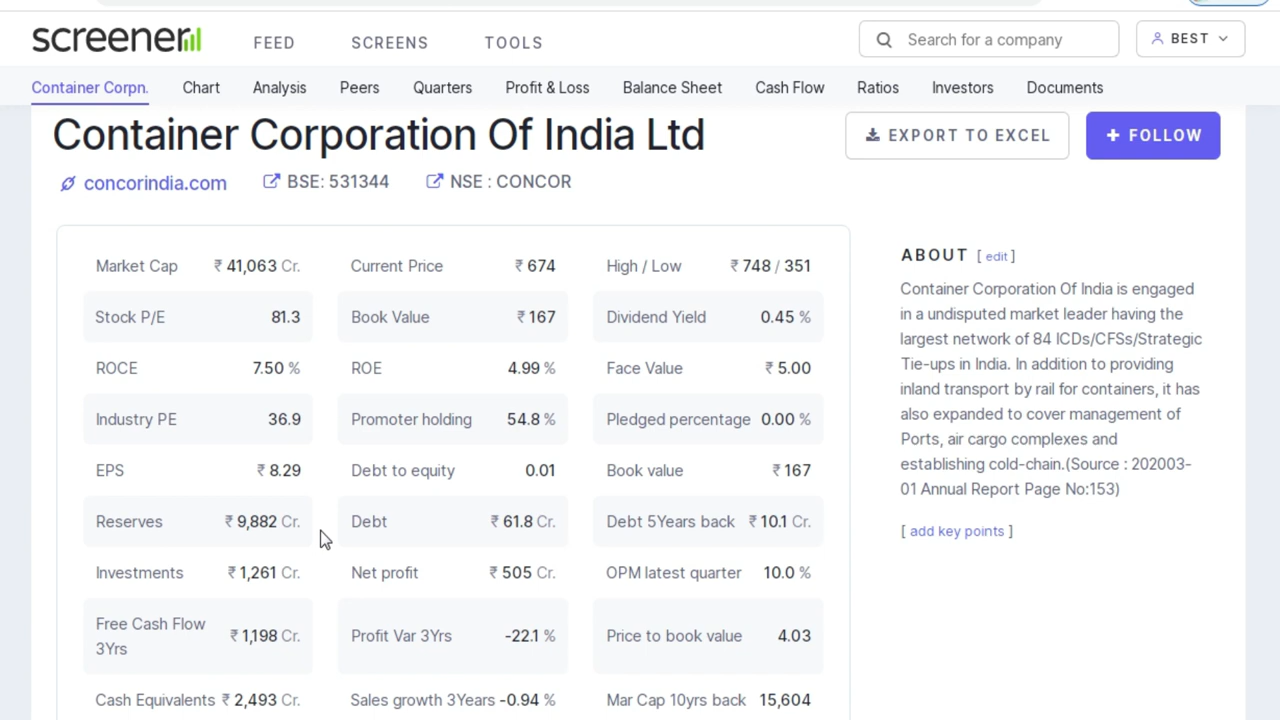 screener
FEED SCREENS TOOLS
Search for a company
BEST
Container Corpn. Chart Analysis Peers Quarters Profit & Loss Balance Sheet Cash Flow Ratios Investors Documents
Container Corporation Of India Ltd
EXPORT TO EXCEL
+ FOLLOW
concorindia.com BSE: 531344 NSE : CONCOR
Market Cap ₹ 41,063 Cr. Current Price ₹ 674 High / Low ₹ 748 / 351
Stock P/E 81.3 Book Value ₹ 167 Dividend Yield 0.45 %
ROCE 7.50 % ROE 4.99 % Face Value ₹ 5.00
Industry PE 36.9 Promoter holding 54.8 % Pledged percentage 0.00 %
EPS ₹ 8.29 Debt to equity 0.01 Book value ₹ 167
Reserves ₹ 9,882 Cr. Debt ₹ 61.8 Cr. Debt 5Years back ₹ 10.1 Cr.
Investments ₹ 1,261 Cr. Net profit ₹ 505 Cr. OPM latest quarter 10.0 %
Free Cash Flow
3Yrs ₹ 1,198 Cr. Profit Var 3Yrs -22.1 % Price to book value 4.03
Cash Equivalents ₹ 2,493 Cr. Sales growth 3Years -0.94 % Mar Cap 10yrs back 15,604
ABOUT [ edit ]
Container Corporation Of India is engaged
in a undisputed market leader having the
largest network of 84 ICDs/CFSs/Strategic
Tie-ups in India. In addition to providing
inland transport by rail for containers, it has
also expanded to cover management of
Ports, air cargo complexes and
establishing cold-chain.(Source : 202003-
01 Annual Report Page No:153)
[ add key points ]